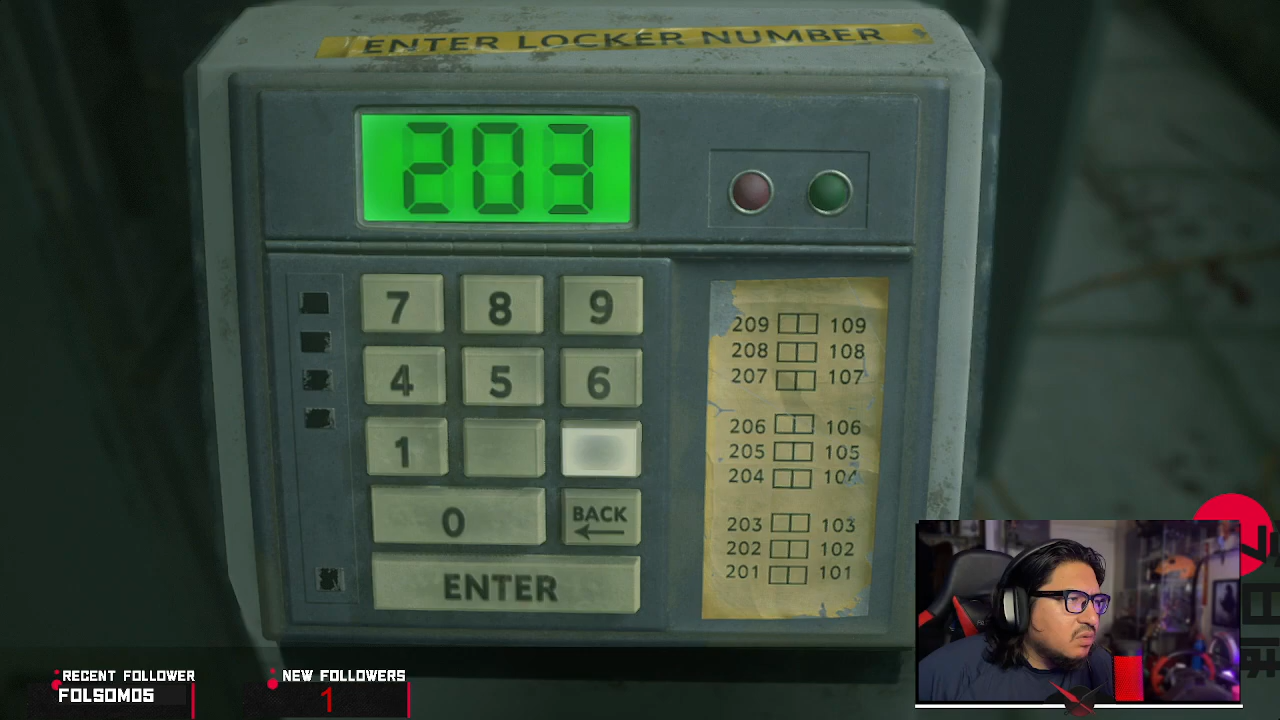 ENTER LOCKER NUMBER
203
7 8 9
4 5 6
1
0 BACK
ENTER
209 109
208 108
207 107
206 106
205 105
204 104
203 103
202 102
201 101
RECENT FOLLOWER
FOLSOM05
NEW FOLLOWERS
1